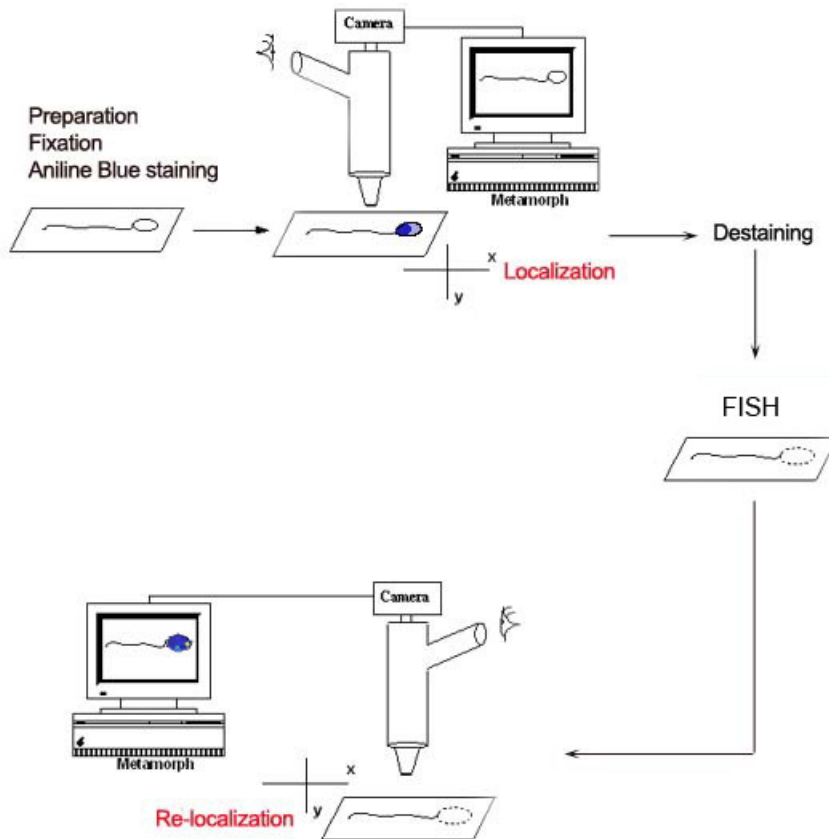 Camera
Preparation
Fixation
Aniline Blue staining
Metamorph
x
y
Localization
Destaining
FISH
Camera
Metamorph
x
y
Re-localization